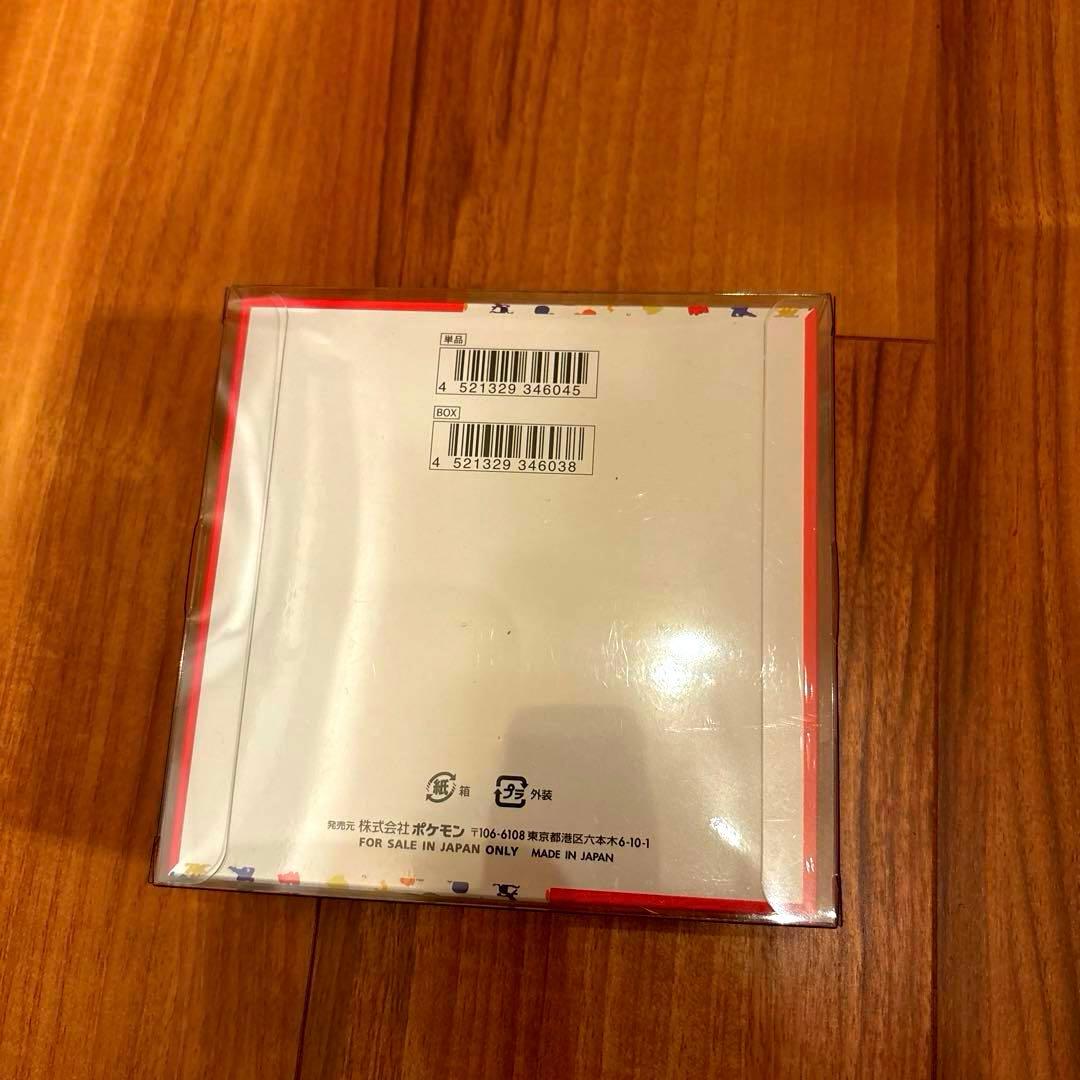 単品
4 521329 346045
BOX
4 521329 346038
紙 箱 プラ 外装
発売元 株式会社 ポケモン 〒106-6108 東京都港区六本木6-10-1
FOR SALE IN JAPAN ONLY MADE IN JAPAN